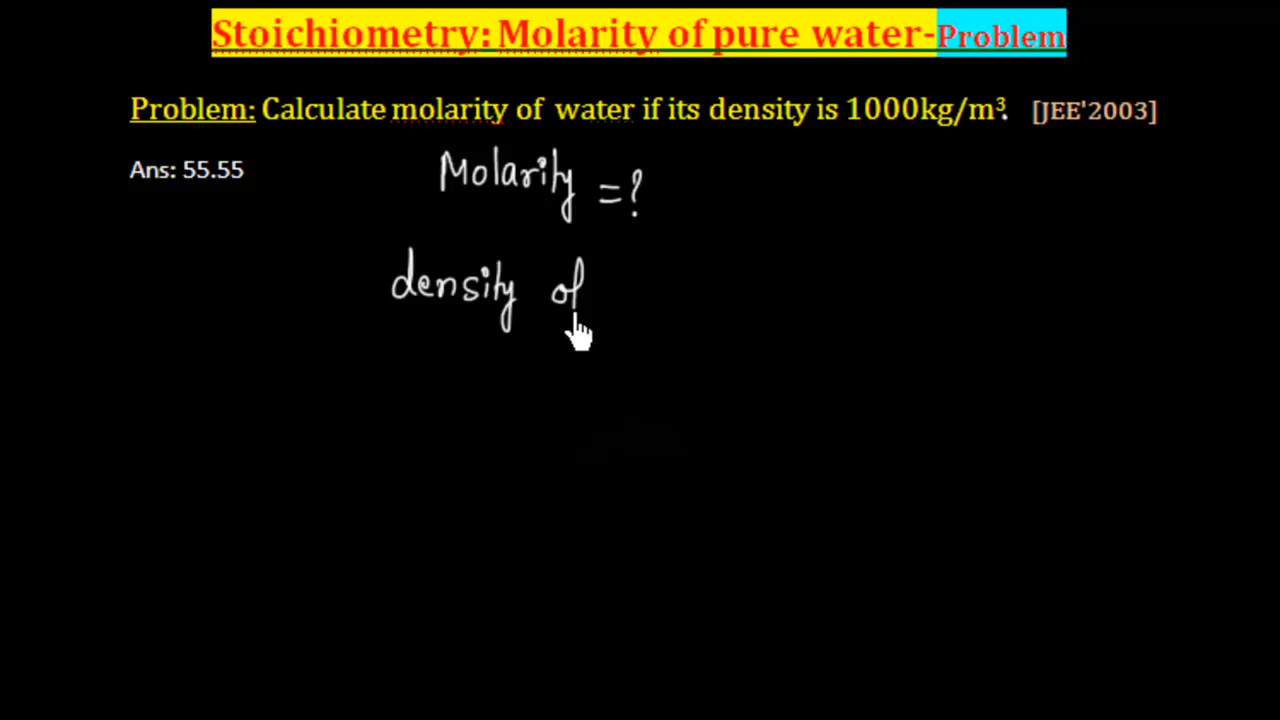 Stoichiometry: Molarity of pure water-Problem
Problem: Calculate molarity of water if its density is 1000kg/m³. [JEE'2003]
Ans: 55.55
Molarity = ?
density of